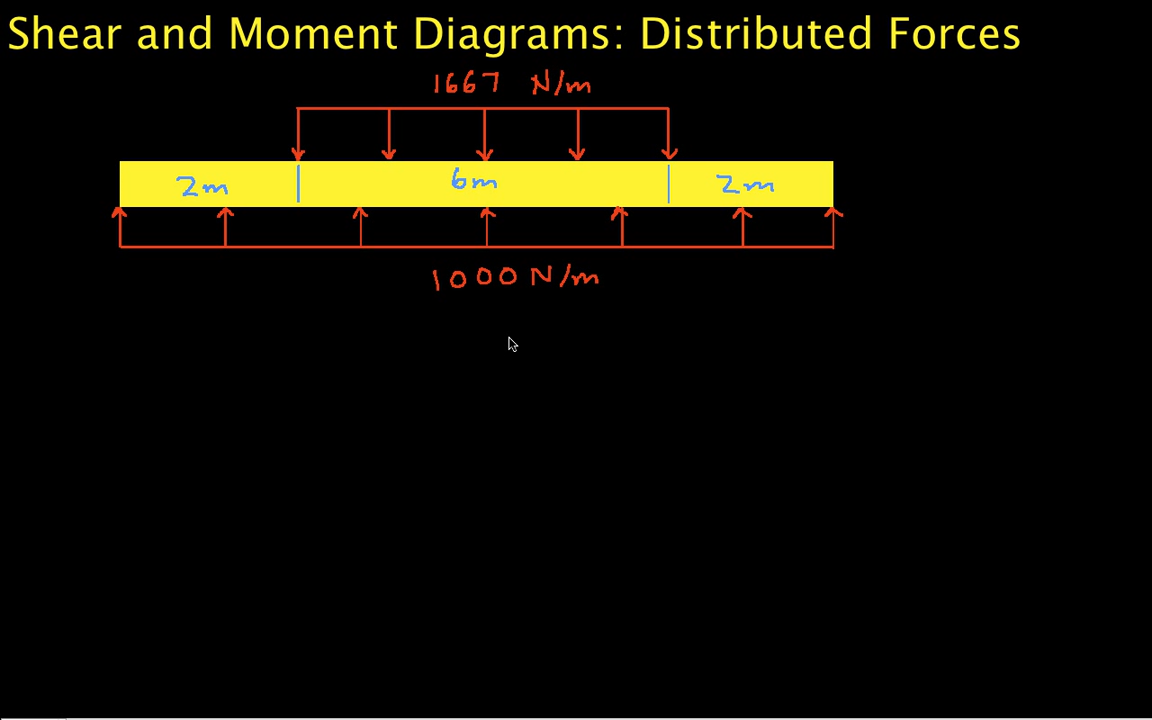 Shear and Moment Diagrams: Distributed Forces
1667 N/m
2m 6m 2m
1000 N/m